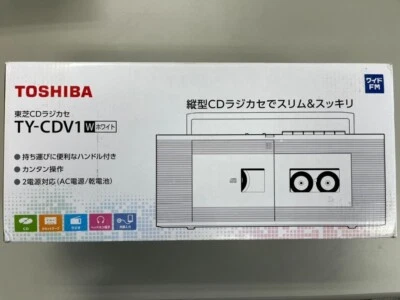 TOSHIBA
東芝CDラジカセ
TY-CDV1 Wホワイト
●持ち運びに便利なハンドル付き
●カンタン操作
●2電源対応(AC電源/乾電池)
ワイド
FM
縦型CDラジカセでスリム&スッキリ